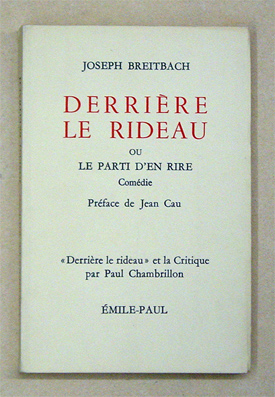 JOSEPH BREITBACH
DERRIÈRE
LE RIDEAU
OU
LE PARTI D'EN RIRE
Comédie
Préface de Jean Cau
« Derrière le rideau » et la Critique
par Paul Chambrillon
ÉMILE-PAUL